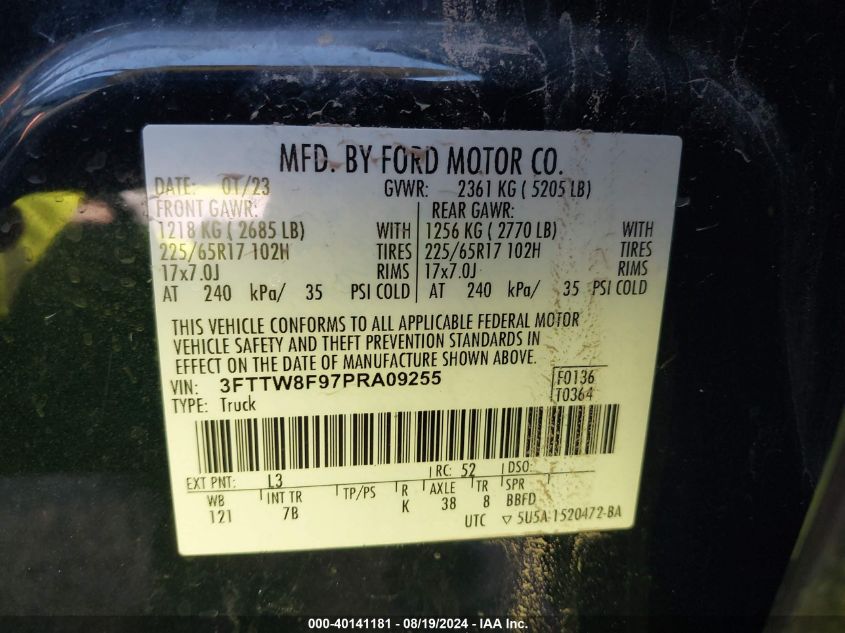 MFD. BY FORD MOTOR CO.
DATE: 01/23 GVWR: 2361 KG ( 5205 LB)
FRONT GAWR: REAR GAWR:
1218 KG ( 2685 LB) WITH 1256 KG ( 2770 LB) WITH
225/65R17 102H TIRES 225/65R17 102H TIRES
17x7.0J RIMS 17x7.0J RIMS
AT 240 kPa/ 35 PSI COLD AT 240 kPa/ 35 PSI COLD
THIS VEHICLE CONFORMS TO ALL APPLICABLE FEDERAL MOTOR
VEHICLE SAFETY AND THEFT PREVENTION STANDARDS IN
EFFECT ON THE DATE OF MANUFACTURE SHOWN ABOVE.
VIN: 3FTTW8F97PRA09255 F0136
TYPE: Truck T0364
EXT PNT: L3 RC: 52 DSO:
WB INT TR TP/PS R AXLE TR SPR
121 7B K 38 8 BBFD
UTC ▽ 5U5A-1520472-BA
000-40141181 - 08/19/2024 - IAA Inc.